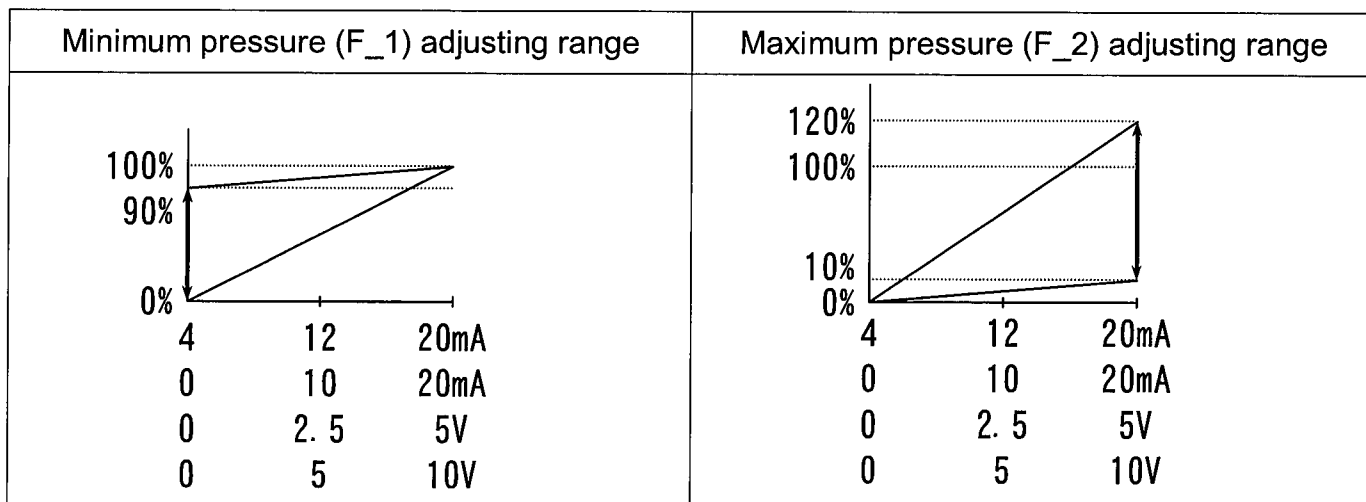 Minimum pressure (F_1) adjusting range
100%
90%
0%
4 12 20mA
0 10 20mA
0 2.5 5V
0 5 10V
Maximum pressure (F_2) adjusting range
120%
100%
10%
0%
4 12 20mA
0 10 20mA
0 2.5 5V
0 5 10V